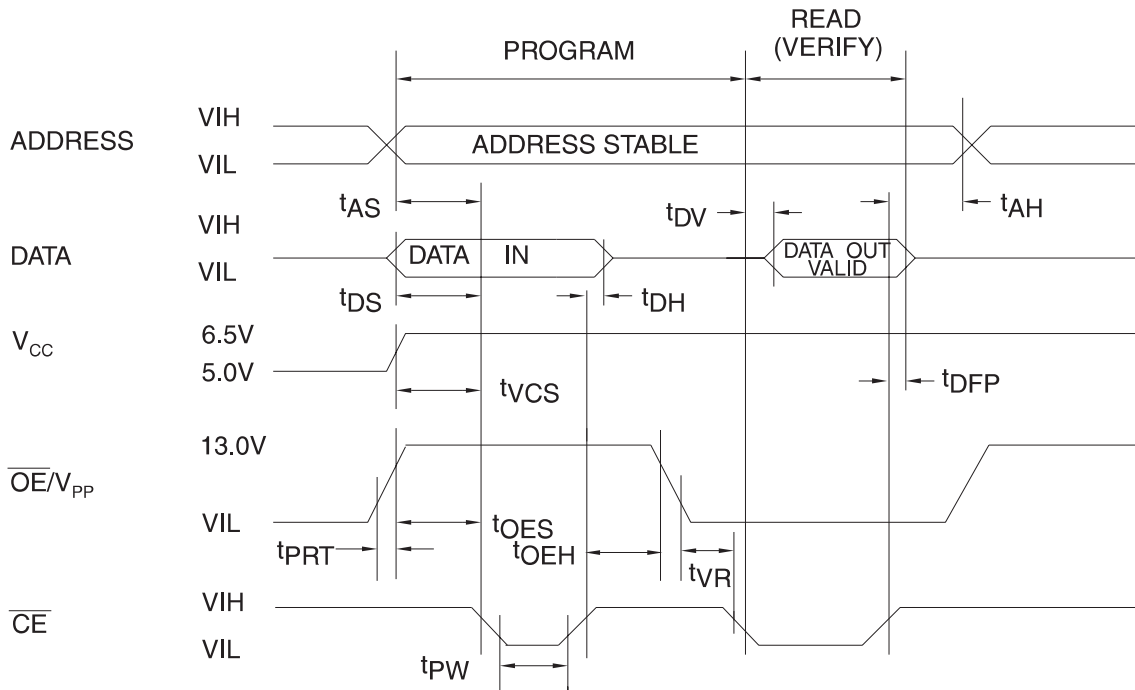 READ
(VERIFY)
PROGRAM
ADDRESS
VIH
VIL
ADDRESS STABLE
tAS
tDV
tAH
DATA
VIH
VIL
DATA IN
DATA OUT
VALID
tDS
tDH
VCC
6.5V
5.0V
tVCS
tDFP
O̅E̅/VPP
13.0V
VIL
tPRT
tOES
tOEH
tVR
C̅E̅
VIH
VIL
tPW